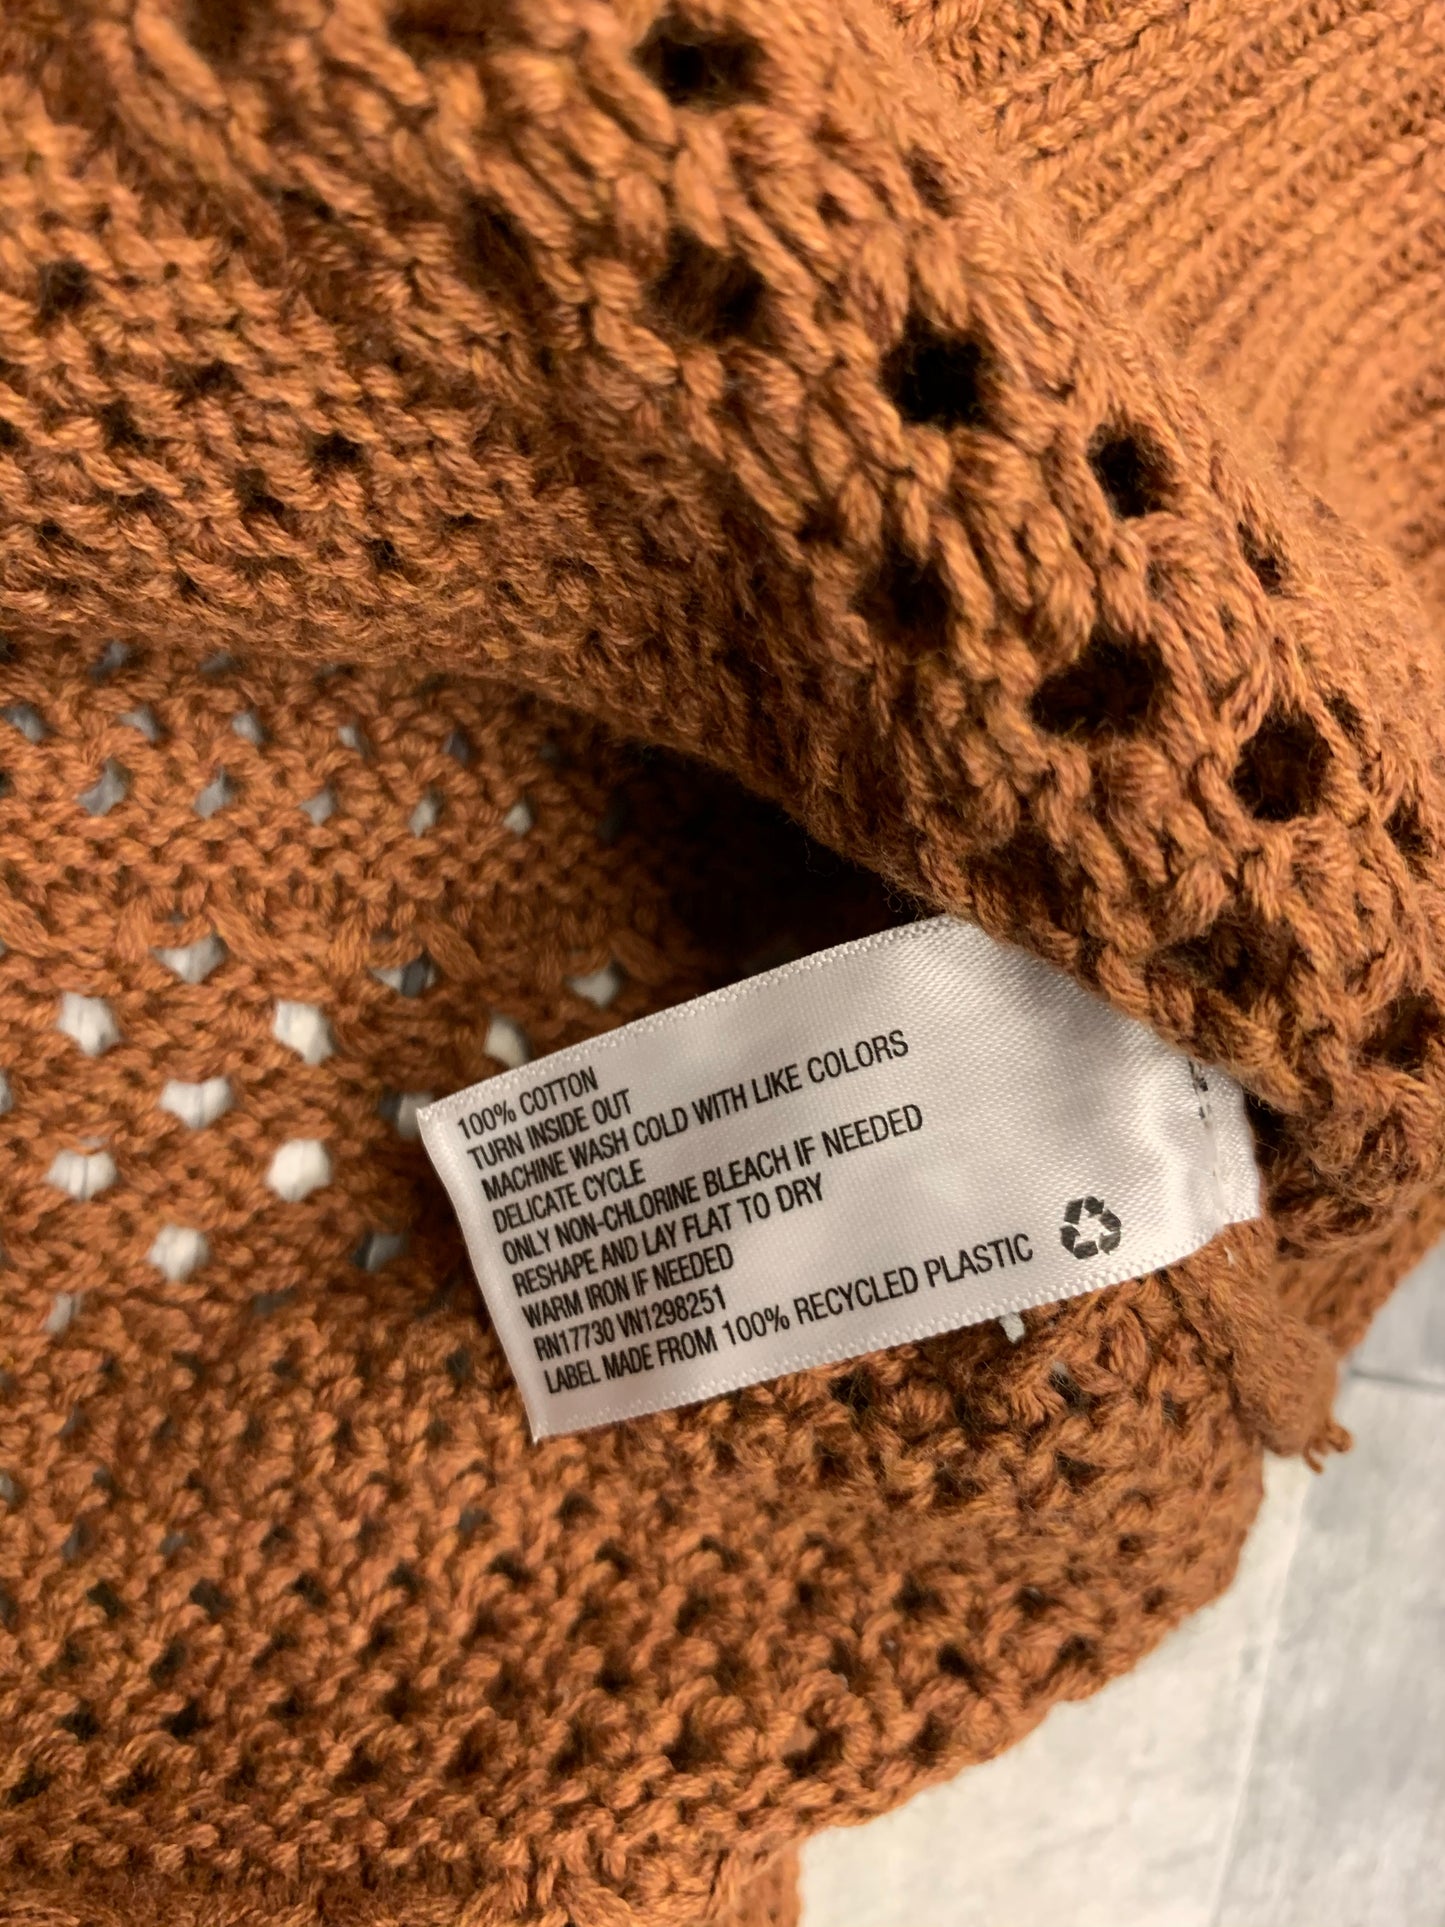 100% COTTON
TURN INSIDE OUT
MACHINE WASH COLD WITH LIKE COLORS
DELICATE CYCLE
ONLY NON-CHLORINE BLEACH IF NEEDED
RESHAPE AND LAY FLAT TO DRY
WARM IRON IF NEEDED
RN17730 VN1298251
LABEL MADE FROM 100% RECYCLED PLASTIC